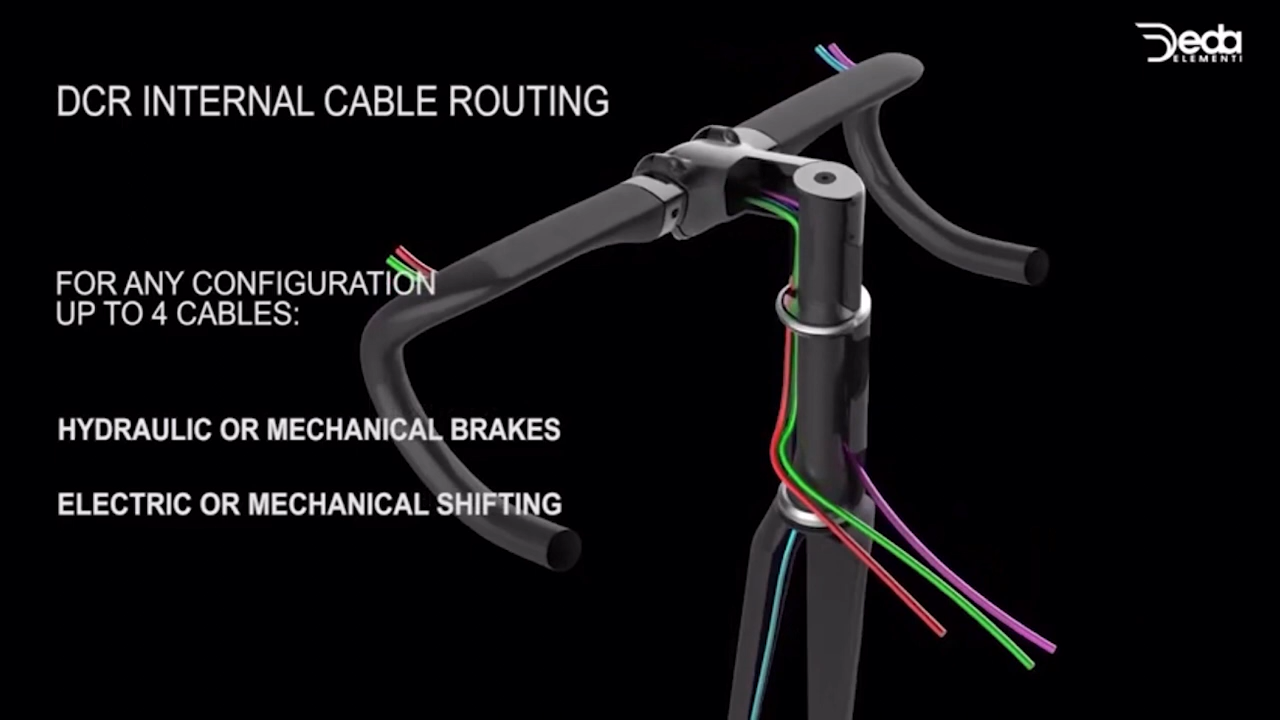 Deda
ELEMENTI
DCR INTERNAL CABLE ROUTING
FOR ANY CONFIGURATION
UP TO 4 CABLES:
HYDRAULIC OR MECHANICAL BRAKES
ELECTRIC OR MECHANICAL SHIFTING